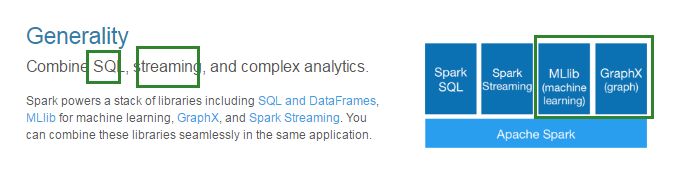 Generality
Combine SQL, streaming, and complex analytics.
Spark powers a stack of libraries including SQL and DataFrames,
MLlib for machine learning, GraphX, and Spark Streaming. You
can combine these libraries seamlessly in the same application.
Spark
SQL
Spark
Streaming
MLlib
(machine
learning)
GraphX
(graph)
Apache Spark